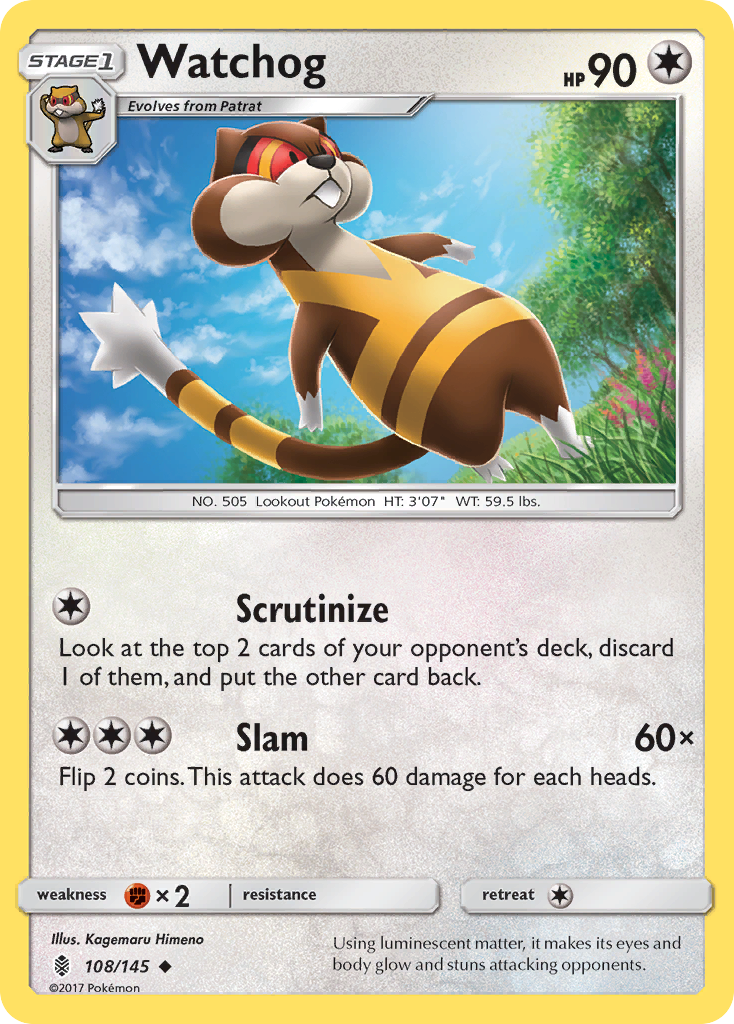 STAGE1 Watchog HP90
Evolves from Patrat
NO. 505 Lookout Pokémon HT: 3'07" WT: 59.5 lbs.
Scrutinize
Look at the top 2 cards of your opponent's deck, discard
1 of them, and put the other card back.
Slam 60×
Flip 2 coins. This attack does 60 damage for each heads.
weakness ×2 resistance retreat
Illus. Kagemaru Himeno
108/145
©2017 Pokémon
Using luminescent matter, it makes its eyes and
body glow and stuns attacking opponents.